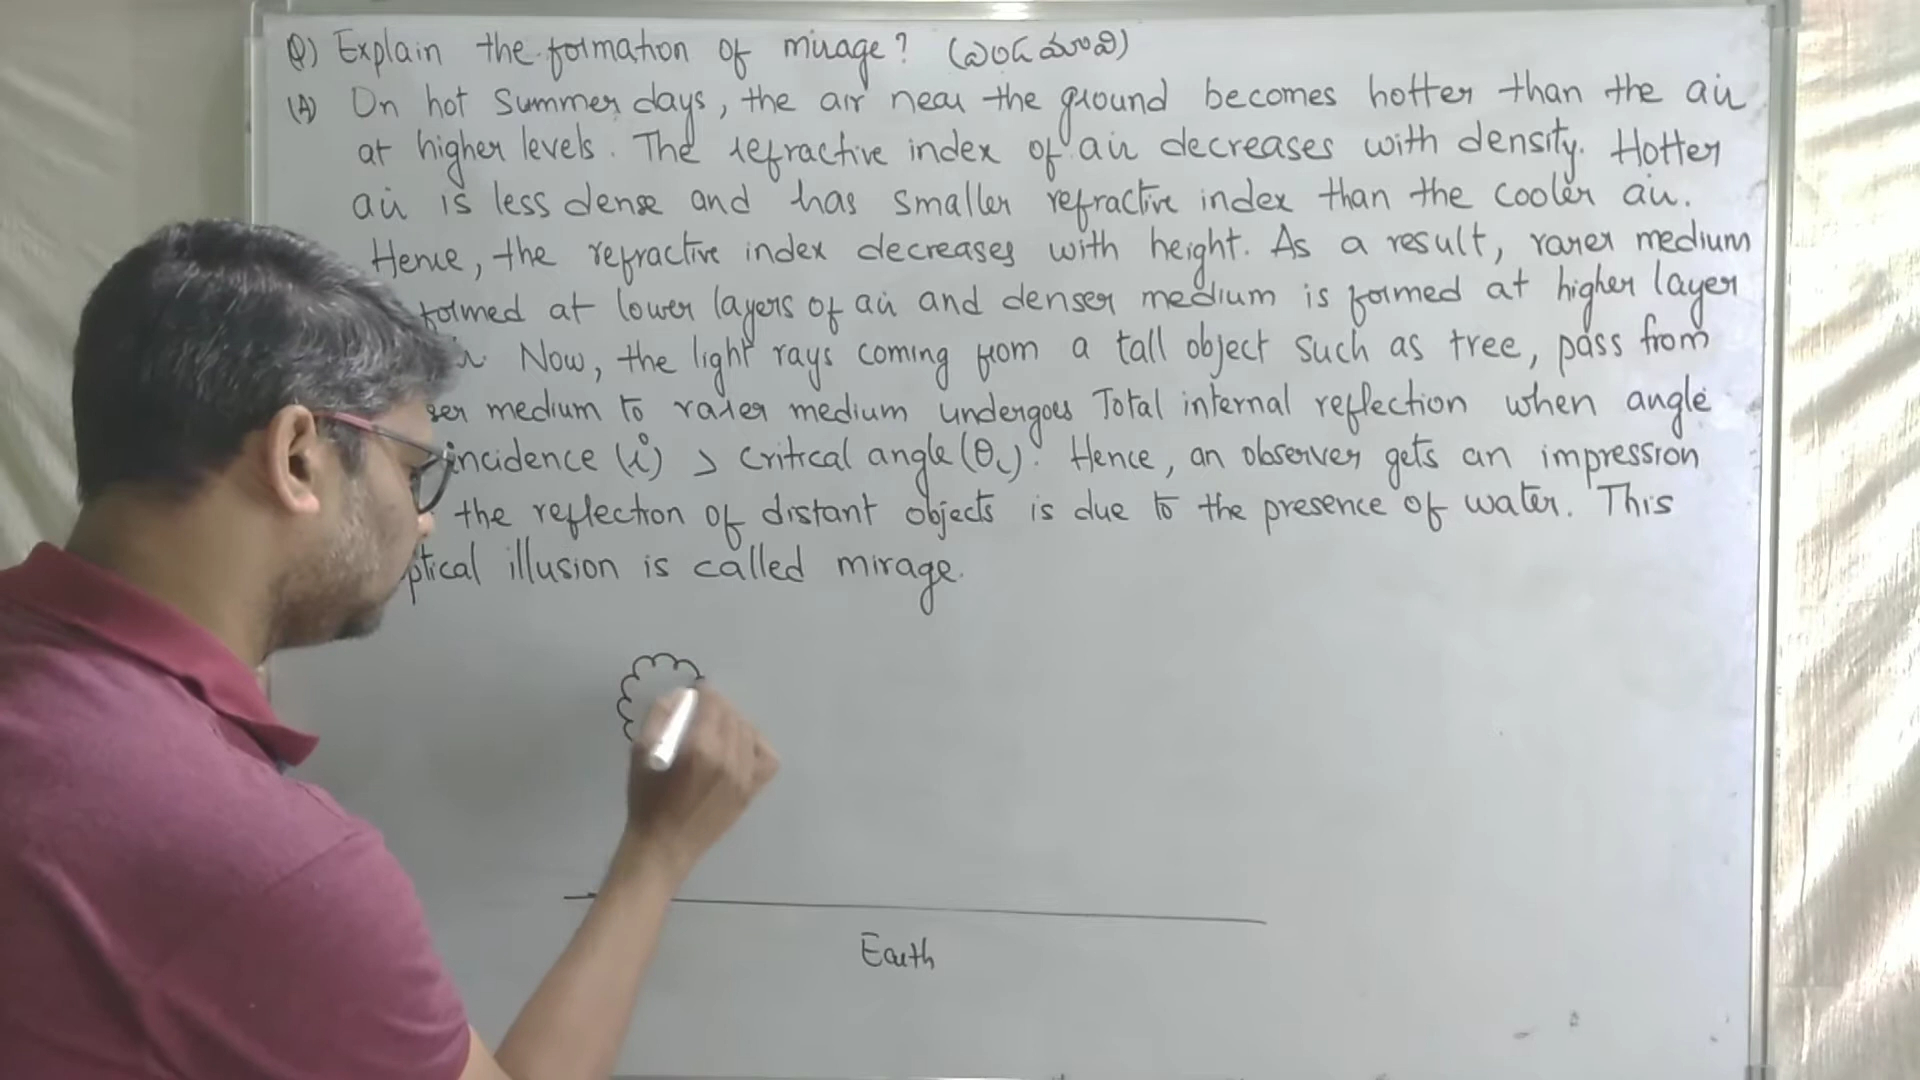 Q) Explain the formation of mirage? (ఎండమావి)
(A) On hot summer days, the air near the ground becomes hotter than the air
at higher levels. The refractive index of air decreases with density. Hotter
air is less dense and has smaller refractive index than the cooler air.
Hence, the refractive index decreases with height. As a result, rarer medium
formed at lower layers of air and denser medium is formed at higher layer
Now, the light rays coming from a tall object such as tree, pass from
medium to rarer medium undergoes Total internal reflection when angle
incidence (i) > critical angle (θc). Hence, an observer gets an impression
the reflection of distant objects is due to the presence of water. This
optical illusion is called mirage.
Earth